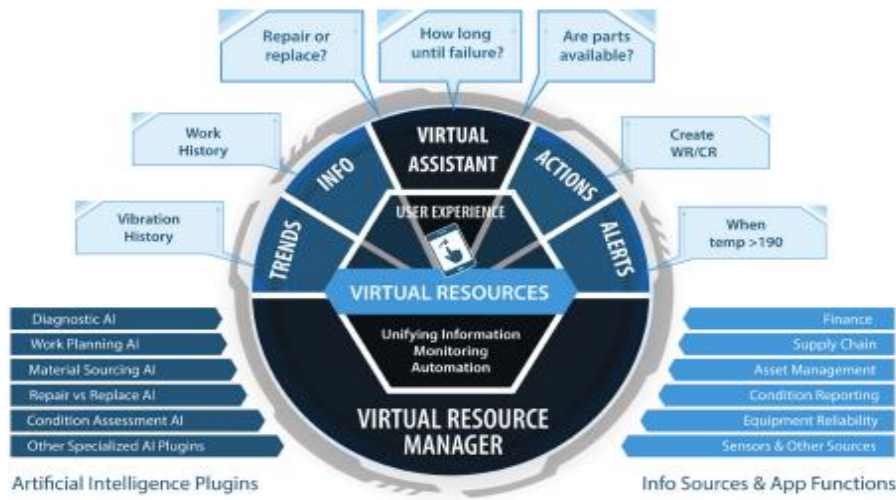 Repair or
replace?
How long
until failure?
Are parts
available?
Work
History
Create
WR/CR
Vibration
History
When
temp >190
TRENDS
INFO
VIRTUAL
ASSISTANT
ACTIONS
ALERTS
USER EXPERIENCE
VIRTUAL RESOURCES
Unifying Information
Monitoring
Automation
VIRTUAL RESOURCE
MANAGER
Diagnostic AI
Work Planning AI
Material Sourcing AI
Repair vs Replace AI
Condition Assessment AI
Other Specialized AI Plugins
Artificial Intelligence Plugins
Finance
Supply Chain
Asset Management
Condition Reporting
Equipment Reliability
Sensors & Other Sources
Info Sources & App Functions